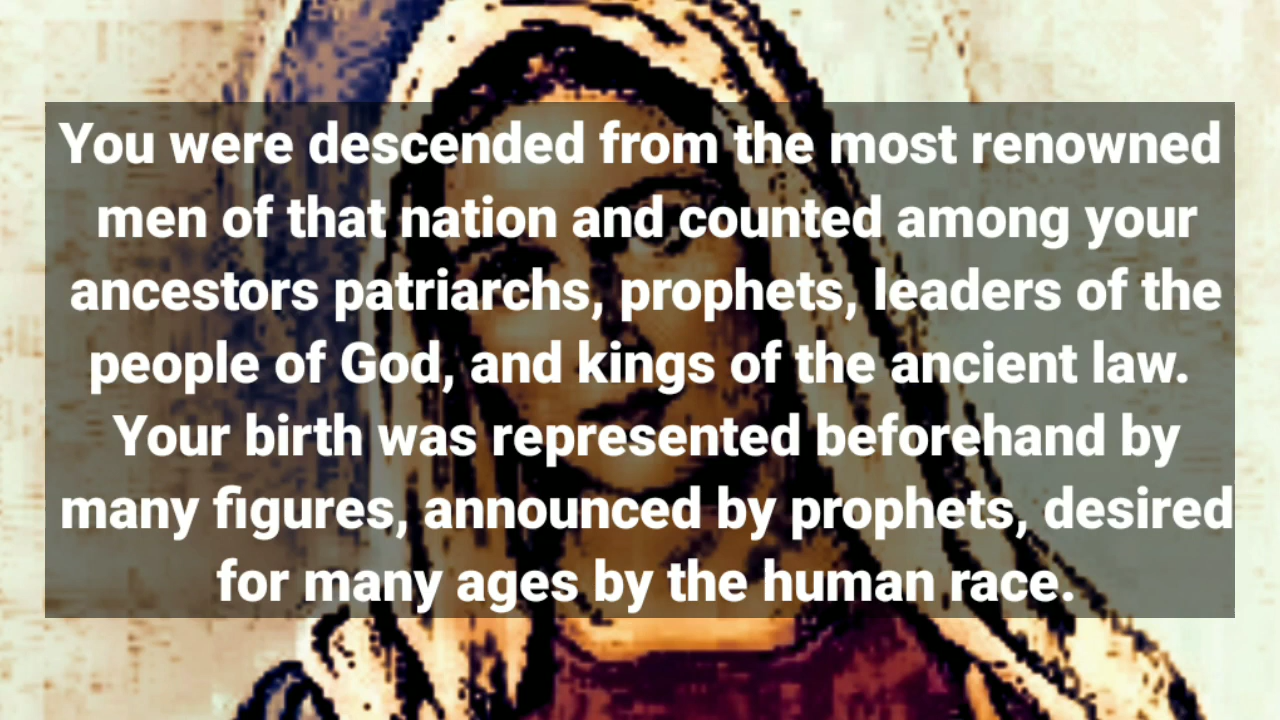 You were descended from the most renowned
men of that nation and counted among your
ancestors patriarchs, prophets, leaders of the
people of God, and kings of the ancient law.
Your birth was represented beforehand by
many figures, announced by prophets, desired
for many ages by the human race.